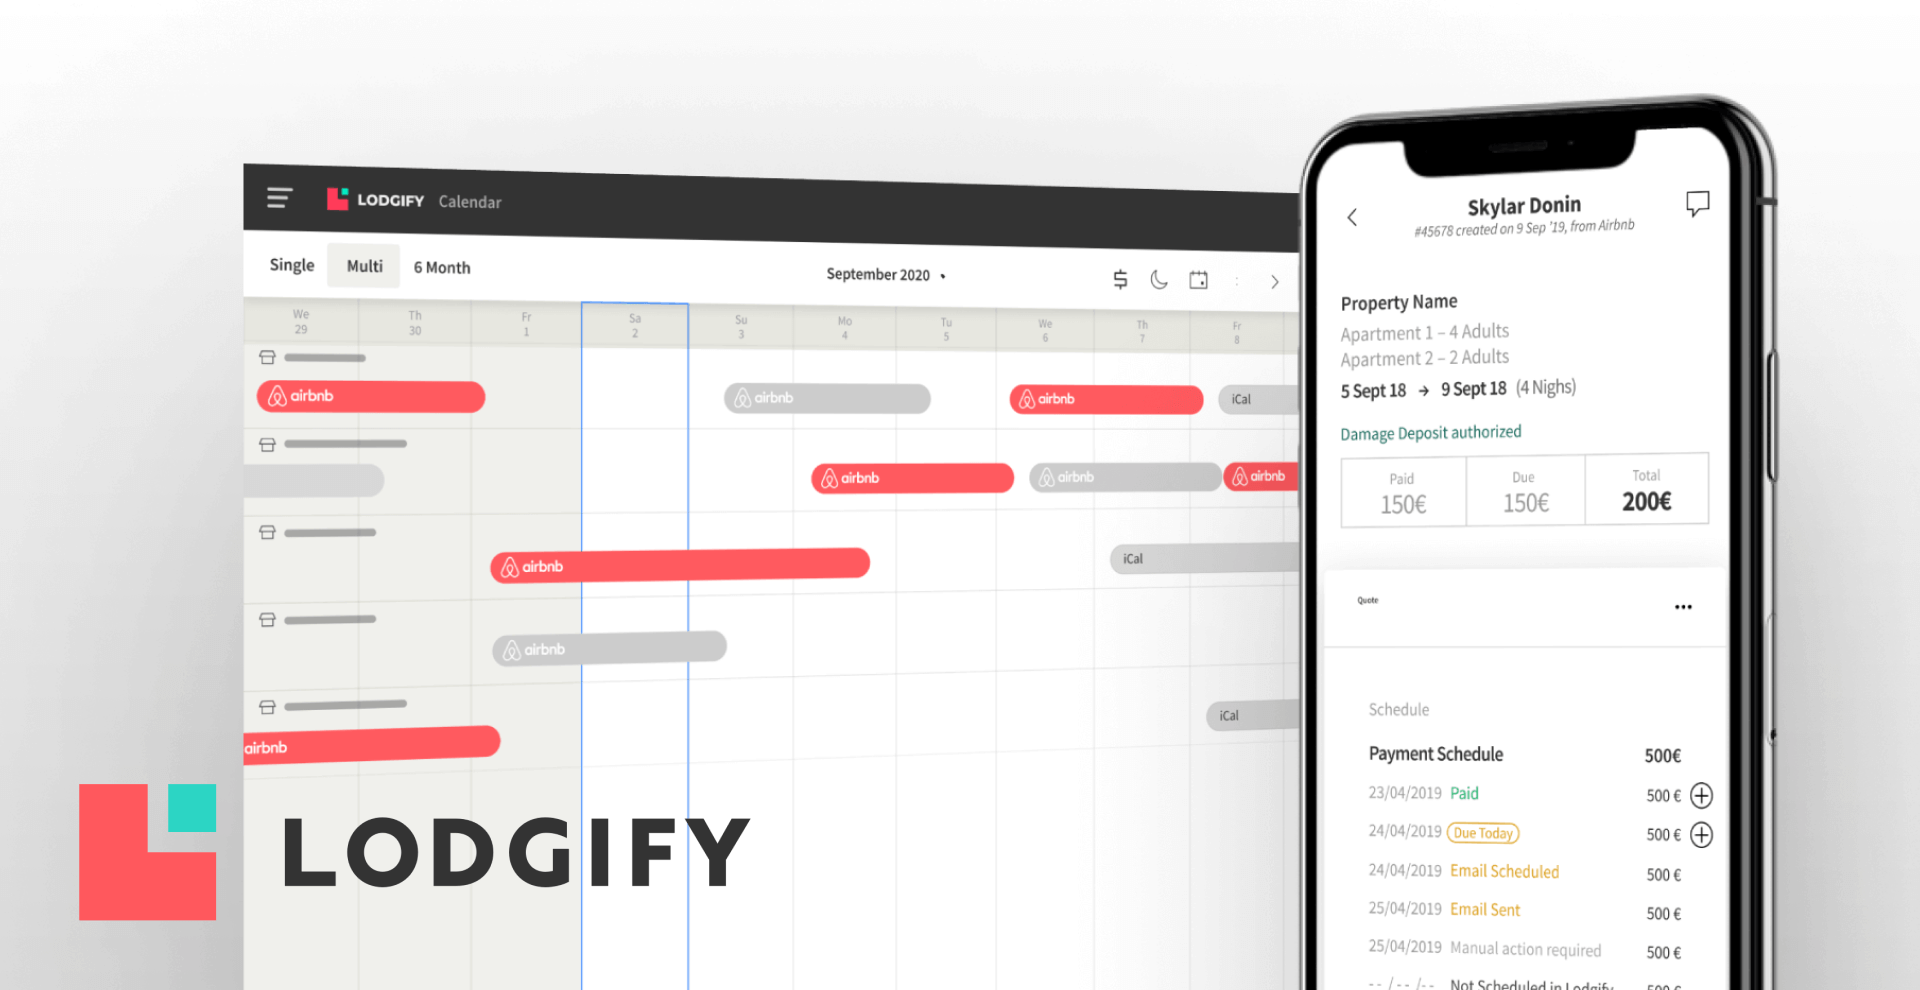 LODGIFY Calendar
Single Multi 6 Month
September 2020
We Th Fr Sa Su Mo Tu We Th Fr
29 30 1 2 3 4 5 6 7 8
airbnb airbnb airbnb iCal
airbnb airbnb airbnb
airbnb iCal
airbnb
airbnb iCal
LODGIFY
Skylar Donin
#45678 created on 9 Sep '19, from Airbnb
Property Name
Apartment 1 – 4 Adults
Apartment 2 – 2 Adults
5 Sept 18 → 9 Sept 18 (4 Nighs)
Damage Deposit authorized
Paid Due Total
150€ 150€ 200€
Quote
Schedule
Payment Schedule 500€
23/04/2019 Paid 500 €
24/04/2019 Due Today 500 €
24/04/2019 Email Scheduled 500 €
25/04/2019 Email Sent 500 €
25/04/2019 Manual action required 500 €
--/--/-- Not Scheduled in Lodgify 500 €